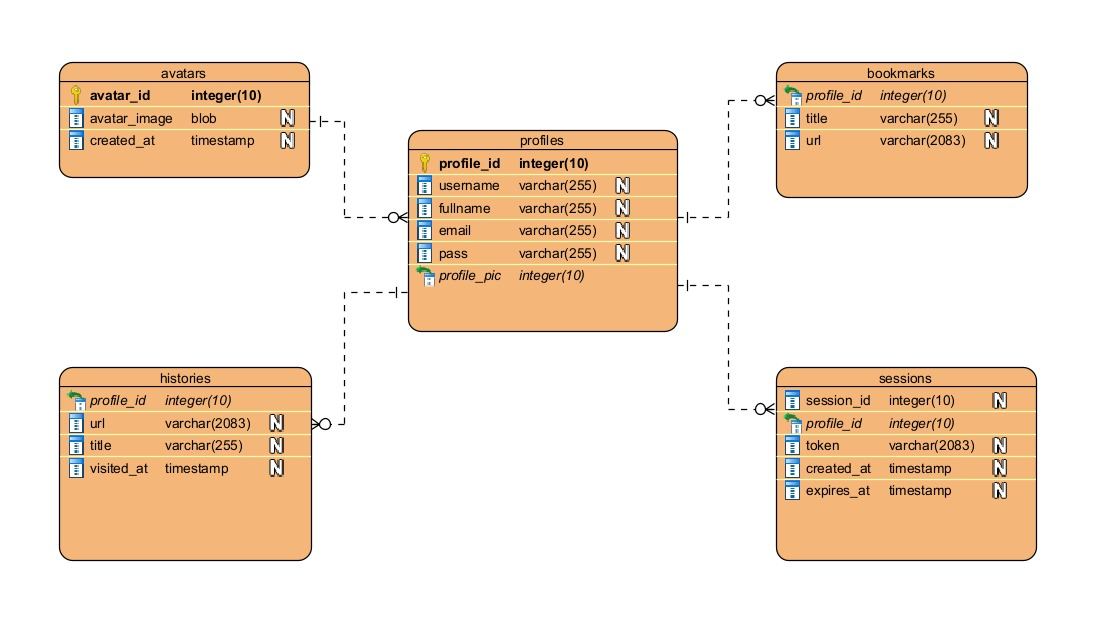 avatars
avatar_id integer(10)
avatar_image blob N
created_at timestamp N
profiles
profile_id integer(10)
username varchar(255) N
fullname varchar(255) N
email varchar(255) N
pass varchar(255) N
profile_pic integer(10)
bookmarks
profile_id integer(10)
title varchar(255) N
url varchar(2083) N
histories
profile_id integer(10)
url varchar(2083) N
title varchar(255) N
visited_at timestamp N
sessions
session_id integer(10) N
profile_id integer(10)
token varchar(2083) N
created_at timestamp N
expires_at timestamp N